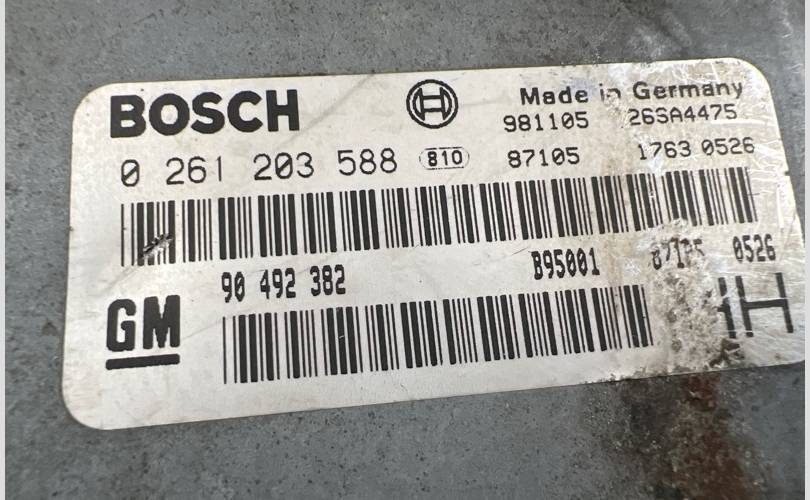 BOSCH
Made in Germany
981105 26SA4475
0 261 203 588 810 87105 1763 0526
90 492 382 B95001 0526
GM